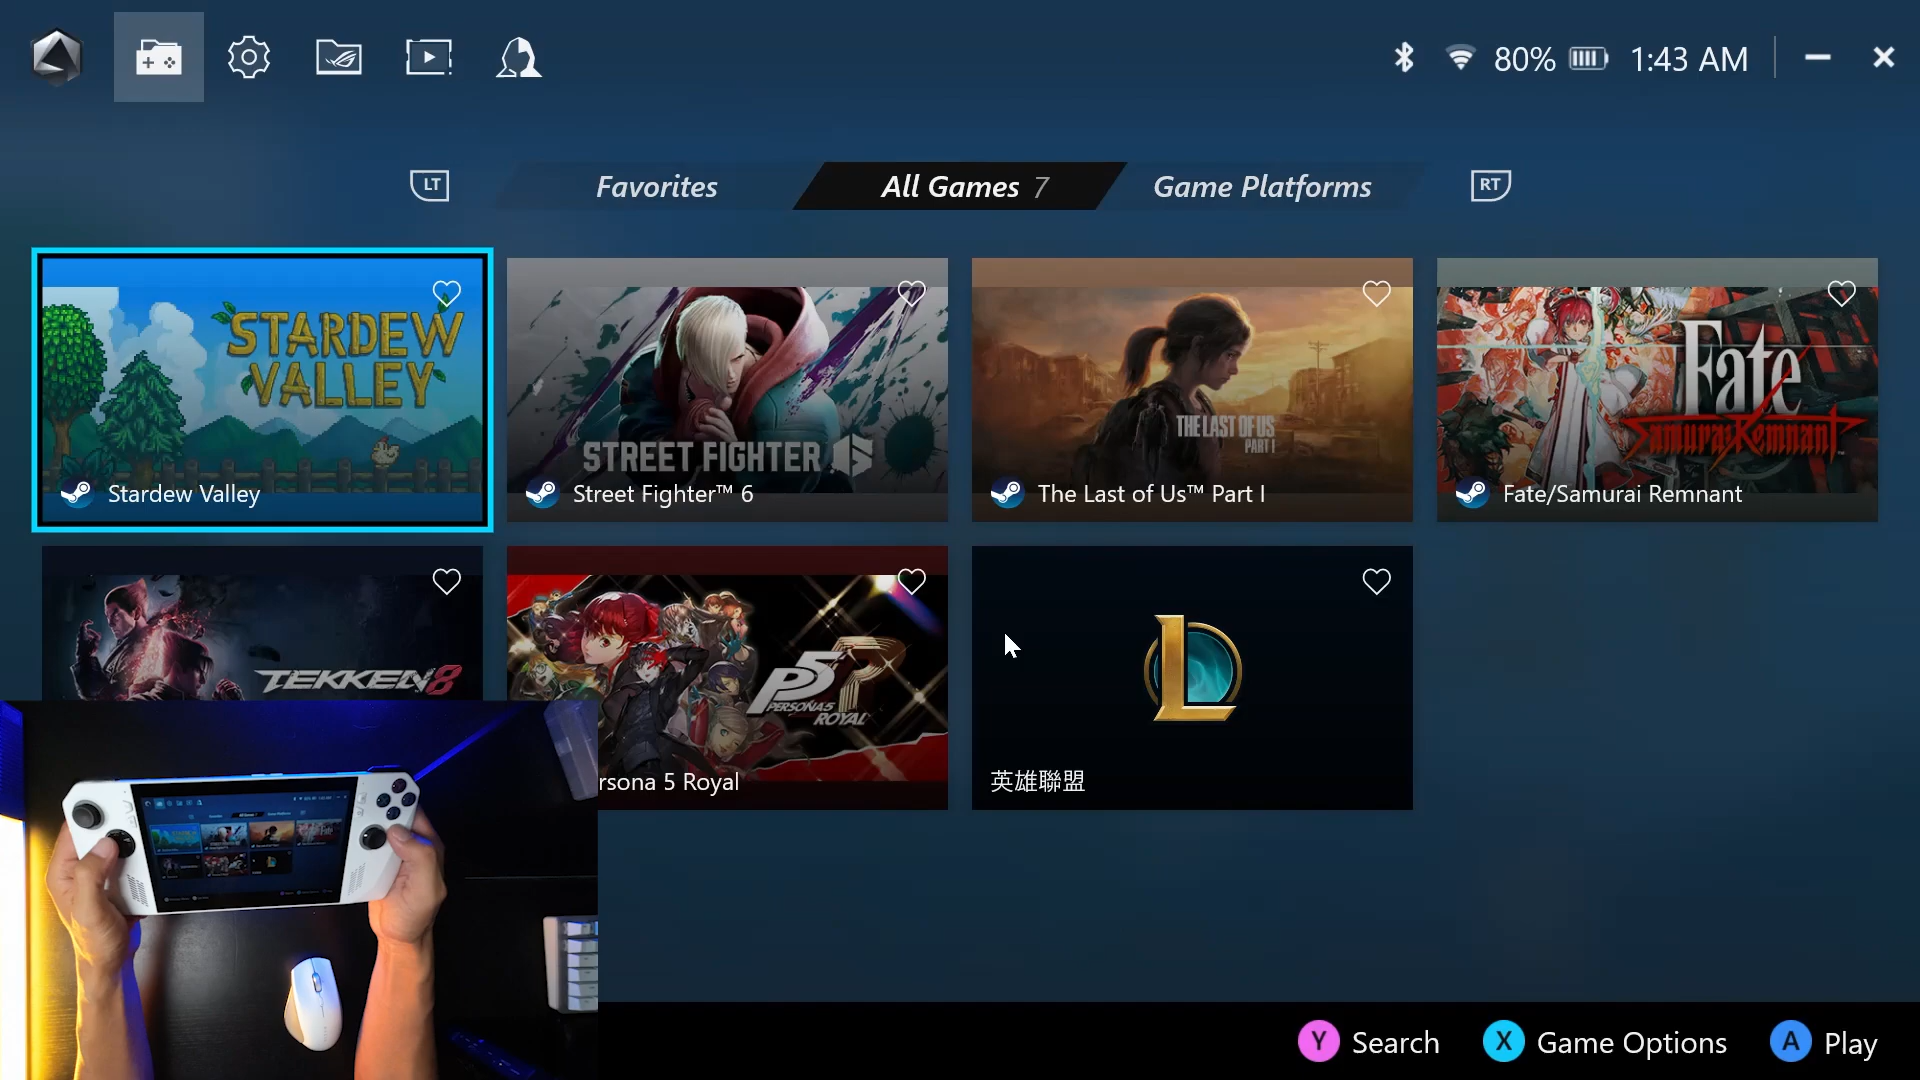 80% 1:43 AM
LT Favorites All Games 7 Game Platforms RT
STARDEW
VALLEY
Stardew Valley
STREET FIGHTER 6
Street Fighter™ 6
THE LAST OF US
PART I
The Last of Us™ Part I
Fate
Samurai Remnant
Fate/Samurai Remnant
TEKKEN 8
P5R
PERSONA5
ROYAL
rsona 5 Royal
L
英雄聯盟
Y Search X Game Options A Play